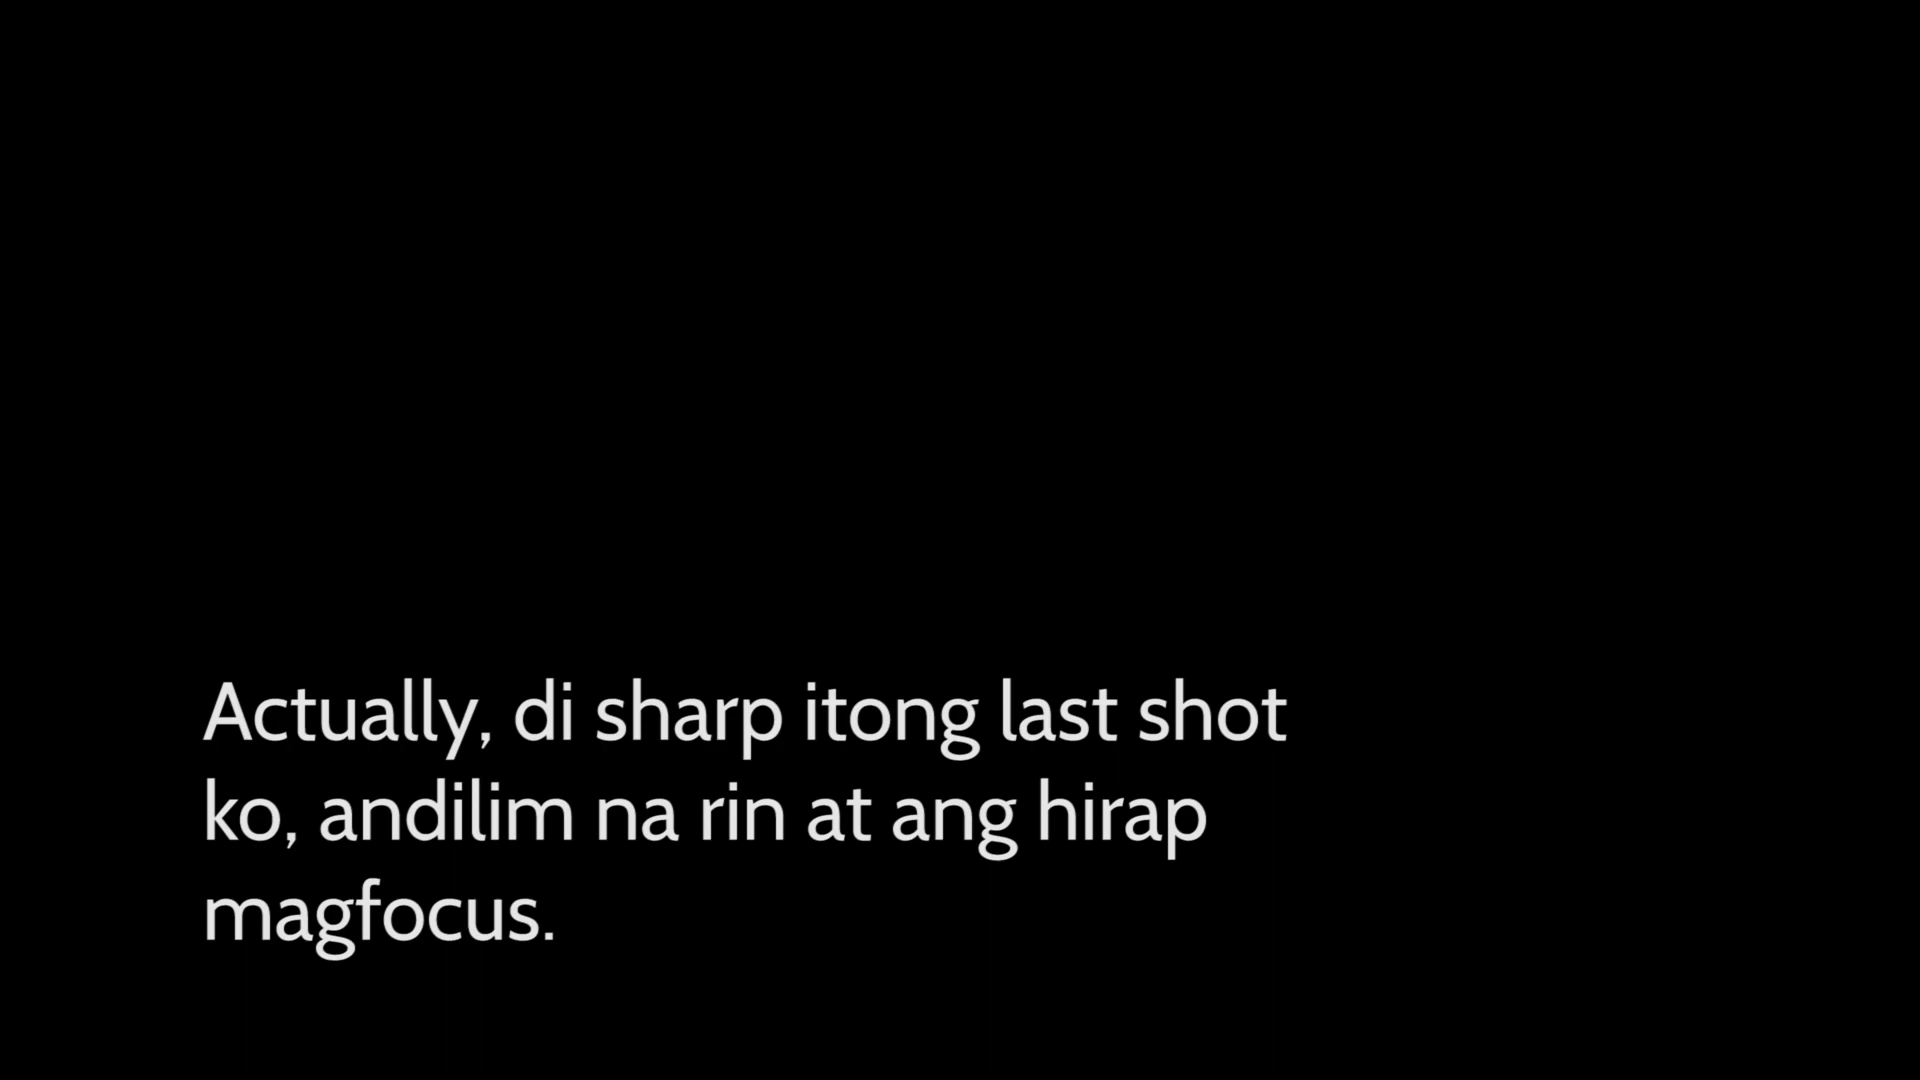 Actually, di sharp itong last shot
ko, andilim na rin at ang hirap
magfocus.